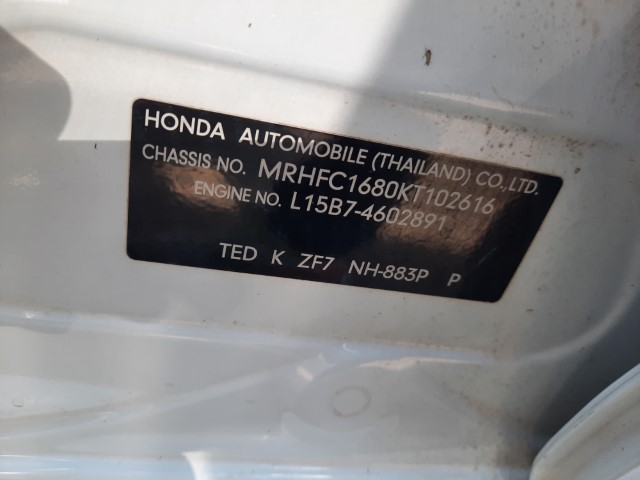 HONDA AUTOMOBILE (THAILAND) CO.,LTD.
CHASSIS NO. MRHFC1680KT102616
ENGINE NO. L15B7-4602891
TED K ZF7 NH-883P P